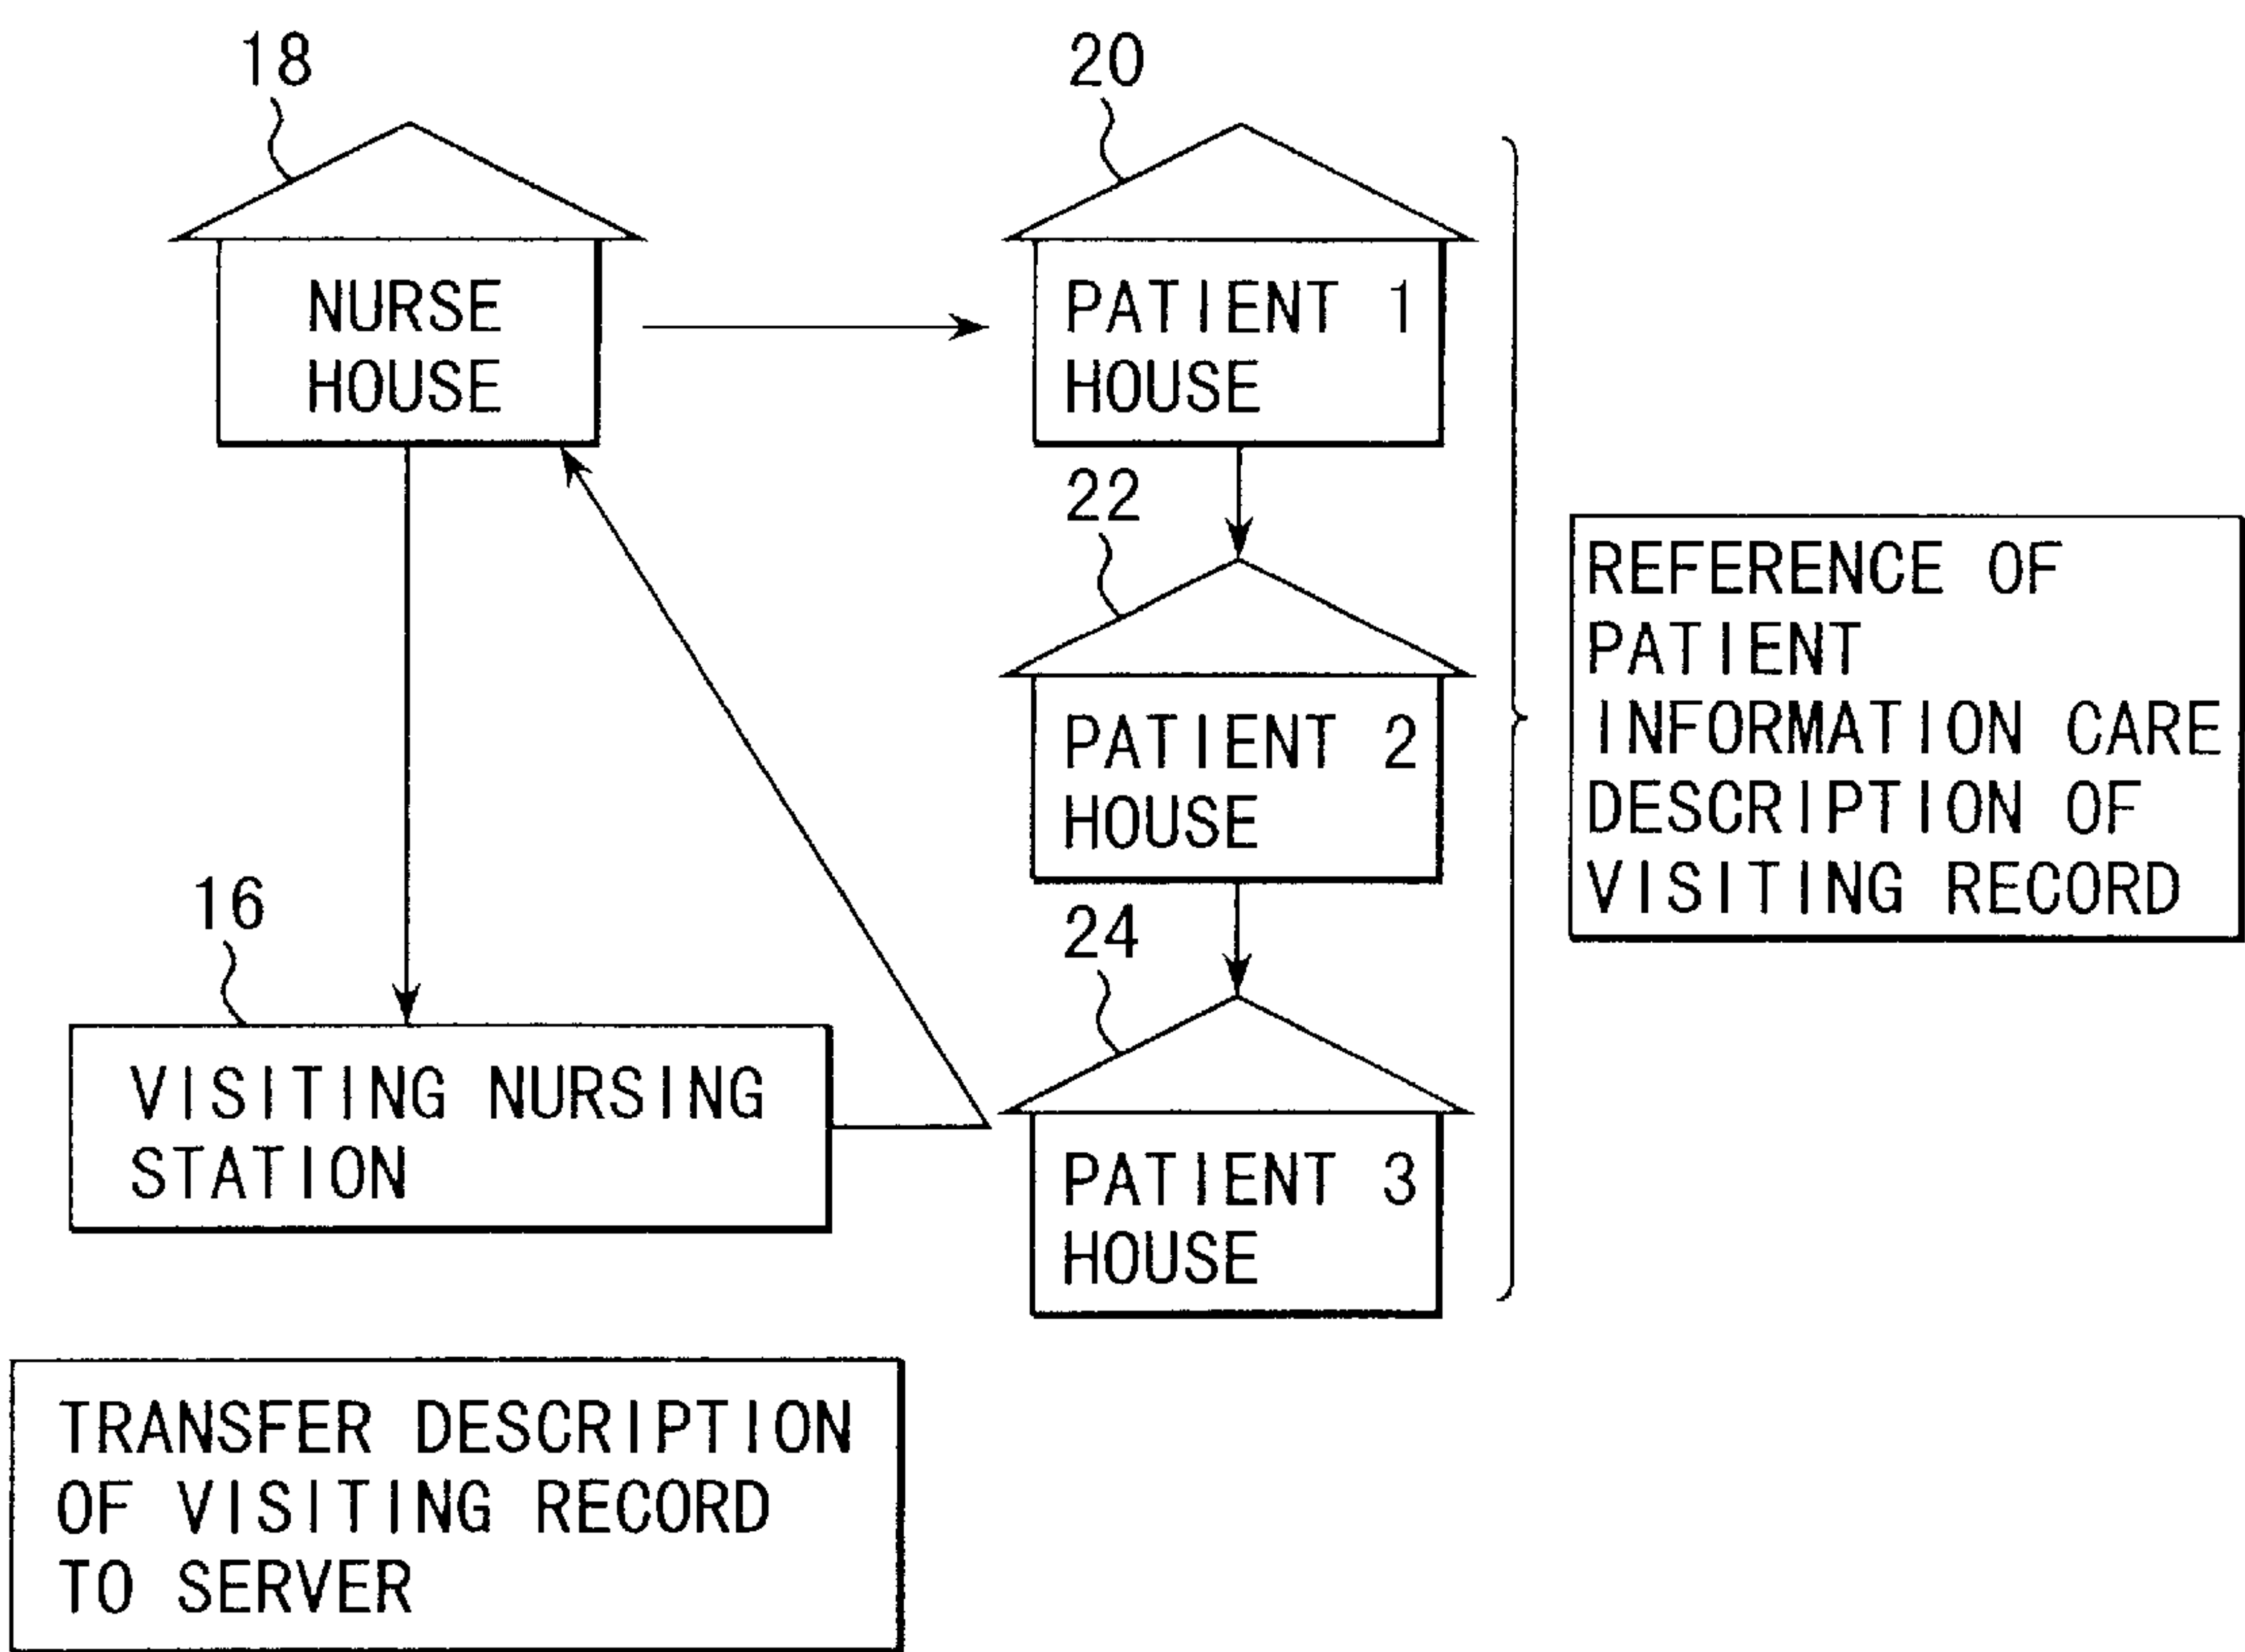 18
20
NURSE
HOUSE
PATIENT 1
HOUSE
22
PATIENT 2
HOUSE
REFERENCE OF
PATIENT
INFORMATION CARE
DESCRIPTION OF
VISITING RECORD
16
VISITING NURSING
STATION
24
PATIENT 3
HOUSE
TRANSFER DESCRIPTION
OF VISITING RECORD
TO SERVER